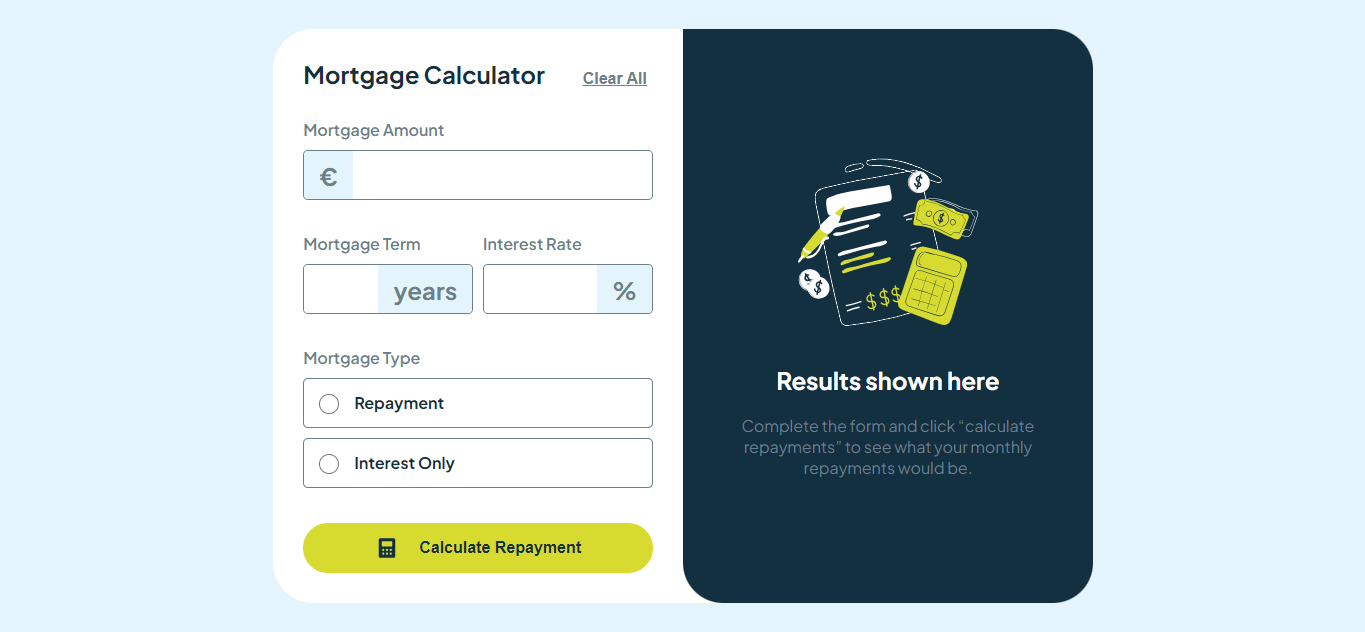 Mortgage Calculator
Clear All
Mortgage Amount
€
Mortgage Term
Interest Rate
years
%
Mortgage Type
Repayment
Interest Only
Calculate Repayment
$
$
$
$$$
Results shown here
Complete the form and click “calculate
repayments” to see what your monthly
repayments would be.